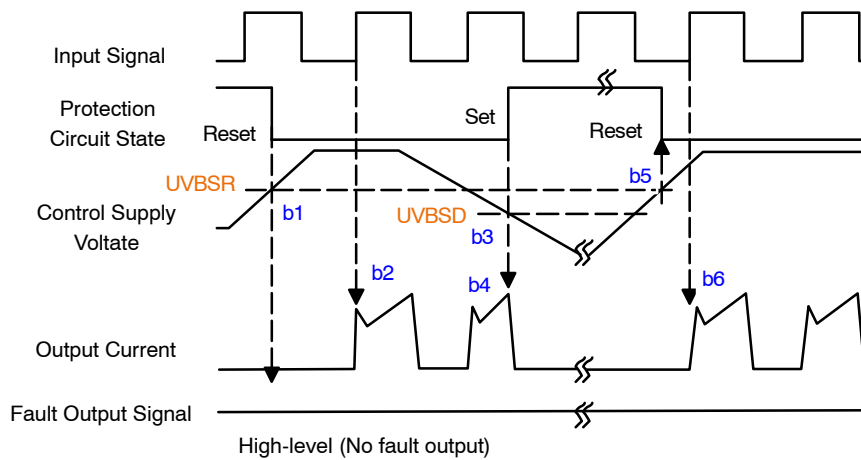 Input Signal
Protection
Circuit State
Reset
Set
Reset
UVBSR
b5
b1
UVBSD
Control Supply
Voltate
b3
b2
b4
b6
Output Current
Fault Output Signal
High-level (No fault output)